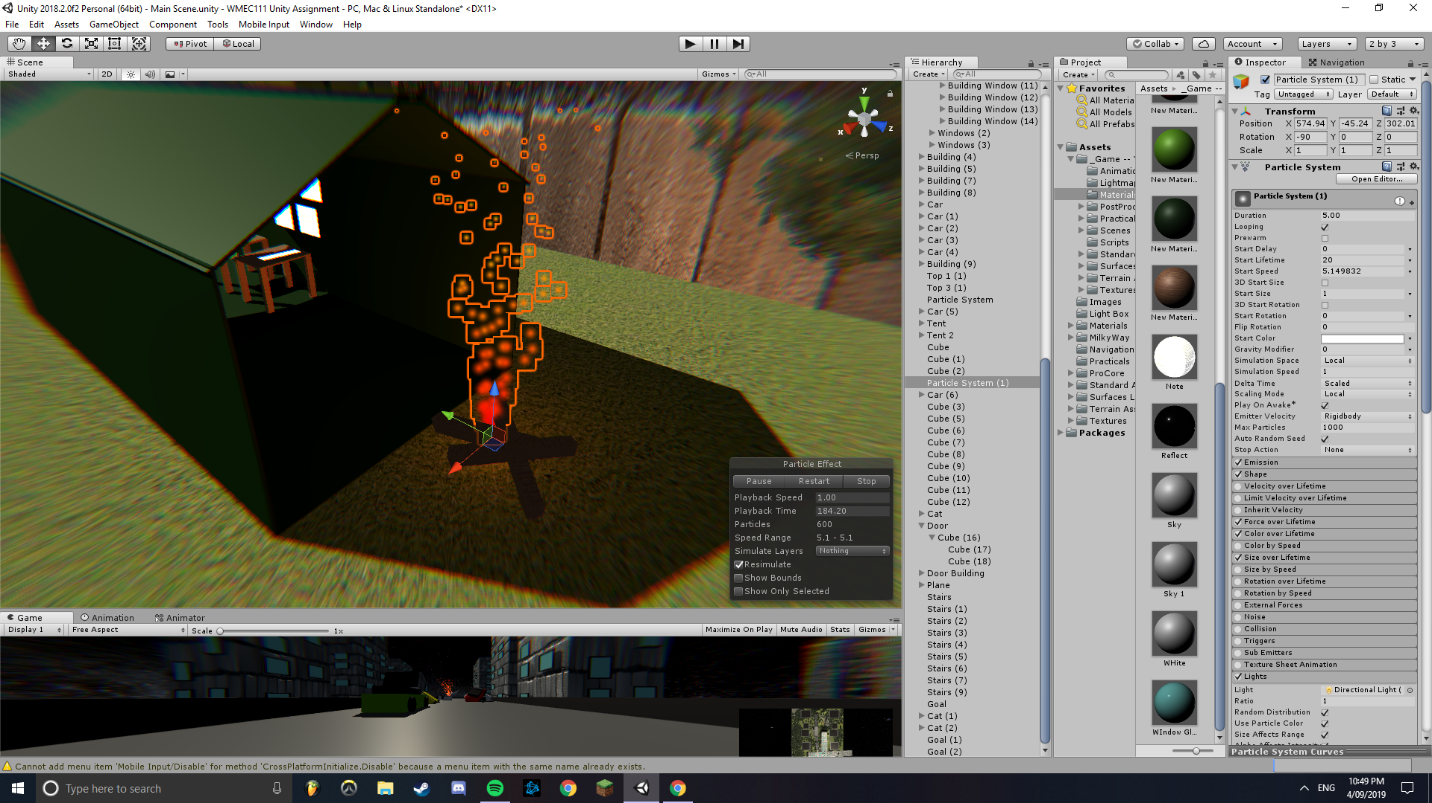 Unity 2018.2.0f2 Personal (64bit) - Main Scene.unity - WMEC111 Unity Assignment - PC, Mac & Linux Standalone* <DX11>
File Edit Assets GameObject Component Tools Mobile Input Window Help
Pivot Local
Collab Account Layers 2 by 3
Scene
Shaded 2D Gizmos All
y
x
z
Persp
Particle Effect
Pause Restart Stop
Playback Speed 1.00
Playback Time 184.20
Particles 600
Speed Range 5.1 - 5.1
Simulate Layers Nothing
Resimulate
Show Bounds
Show Only Selected
Game Animation Animator
Display 1 Free Aspect Scale 1x Maximize On Play Mute Audio Stats Gizmos
Hierarchy
Create All
Building Window (11)
Building Window (12)
Building Window (13)
Building Window (14)
Windows (2)
Windows (3)
Building (4)
Building (5)
Building (7)
Building (8)
Car
Car (1)
Car (2)
Car (3)
Car (4)
Building (9)
Top 1 (1)
Top 3 (1)
Particle System
Car (5)
Tent
Tent 2
Cube
Cube (1)
Cube (2)
Particle System (1)
Car (6)
Cube (3)
Cube (5)
Cube (6)
Cube (7)
Cube (8)
Cube (9)
Cube (10)
Cube (11)
Cube (12)
Cat
Door
Cube (16)
Cube (17)
Cube (18)
Door Building
Plane
Stairs
Stairs (1)
Stairs (2)
Stairs (3)
Stairs (4)
Stairs (5)
Stairs (6)
Stairs (7)
Stairs (9)
Goal
Cat (1)
Cat (2)
Goal (1)
Goal (2)
Project
Create
Favorites
All Materia
All Models
All Prefabs
Assets
_Game --
Animatio
Lightmap
Material
PostProc
Practical
Scenes
Scripts
Standar
Surfaces
Terrain
Textures
Images
Light Box
Materials
MilkyWay
Navigation
Practicals
ProCore
Standard A
Surfaces L
Terrain Ass
Textures
Packages
Assets _Game --
New Materi..
New Materi..
New Materi..
New Materi..
Note
Reflect
Sky
Sky 1
WHite
WIndow Gl..
Inspector Navigation
Particle System (1) Static
Tag Untagged Layer Default
Transform
Position X 574.94 Y -45.24 Z 302.01
Rotation X -90 Y 0 Z 0
Scale X 1 Y 1 Z 1
Particle System
Open Editor...
Particle System (1)
Duration 5.00
Looping
Prewarm
Start Delay 0
Start Lifetime 20
Start Speed 5.149832
3D Start Size
Start Size 1
3D Start Rotation
Start Rotation 0
Flip Rotation 0
Start Color
Gravity Modifier 0
Simulation Space Local
Simulation Speed 1
Delta Time Scaled
Scaling Mode Local
Play On Awake*
Emitter Velocity Rigidbody
Max Particles 1000
Auto Random Seed
Stop Action None
Emission
Shape
Velocity over Lifetime
Limit Velocity over Lifetime
Inherit Velocity
Force over Lifetime
Color over Lifetime
Color by Speed
Size over Lifetime
Size by Speed
Rotation over Lifetime
Rotation by Speed
External Forces
Noise
Collision
Triggers
Sub Emitters
Texture Sheet Animation
Lights
Light Directional Light (
Ratio 1
Random Distribution
Use Particle Color
Size Affects Range
Particle System Curves
Cannot add menu item 'Mobile Input/Disable' for method 'CrossPlatformInitialize.Disable' because a menu item with the same name already exists.
Type here to search
ENG
10:49 PM
4/09/2019